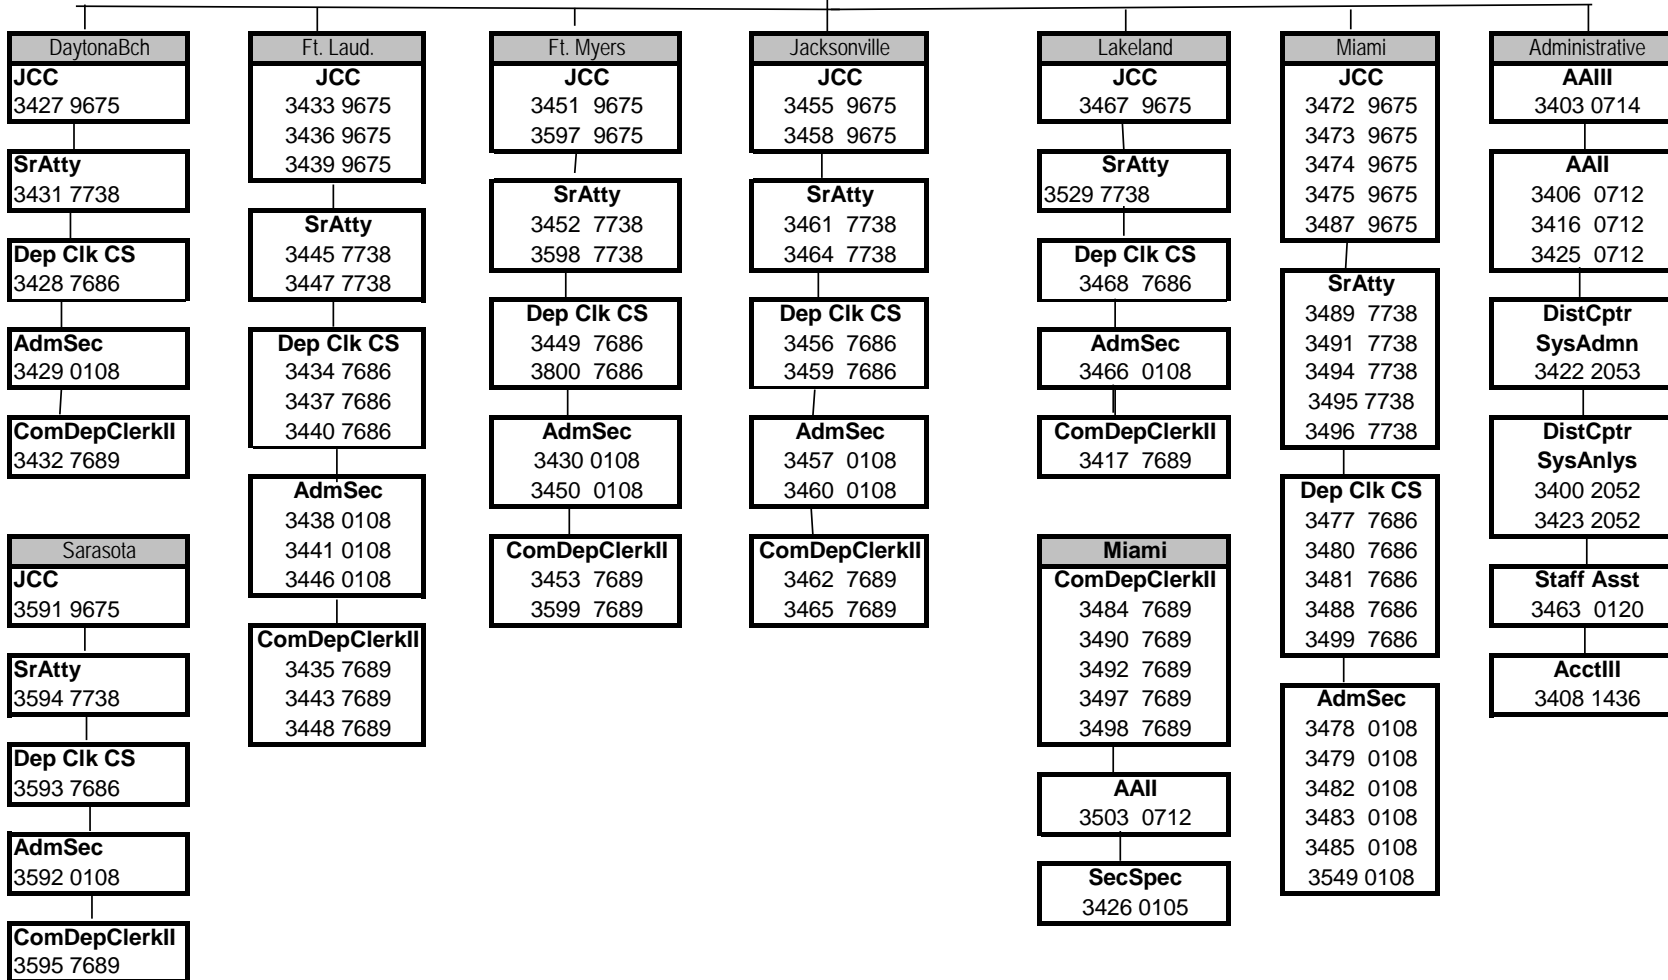 DaytonaBch
JCC
3427 9675
SrAtty
3431 7738
Dep Clk CS
3428 7686
AdmSec
3429 0108
ComDepClerkII
3432 7689
Sarasota
JCC
3591 9675
SrAtty
3594 7738
Dep Clk CS
3593 7686
AdmSec
3592 0108
ComDepClerkII
3595 7689
Ft. Laud.
JCC
3433 9675
3436 9675
3439 9675
SrAtty
3445 7738
3447 7738
Dep Clk CS
3434 7686
3437 7686
3440 7686
AdmSec
3438 0108
3441 0108
3446 0108
ComDepClerkII
3435 7689
3443 7689
3448 7689
Ft. Myers
JCC
3451 9675
3597 9675
SrAtty
3452 7738
3598 7738
Dep Clk CS
3449 7686
3800 7686
AdmSec
3430 0108
3450 0108
ComDepClerkII
3453 7689
3599 7689
Jacksonville
JCC
3455 9675
3458 9675
SrAtty
3461 7738
3464 7738
Dep Clk CS
3456 7686
3459 7686
AdmSec
3457 0108
3460 0108
ComDepClerkII
3462 7689
3465 7689
Lakeland
JCC
3467 9675
SrAtty
3529 7738
Dep Clk CS
3468 7686
AdmSec
3466 0108
ComDepClerkII
3417 7689
Miami
ComDepClerkII
3484 7689
3490 7689
3492 7689
3497 7689
3498 7689
AAII
3503 0712
SecSpec
3426 0105
Miami
JCC
3472 9675
3473 9675
3474 9675
3475 9675
3487 9675
SrAtty
3489 7738
3491 7738
3494 7738
3495 7738
3496 7738
Dep Clk CS
3477 7686
3480 7686
3481 7686
3488 7686
3499 7686
AdmSec
3478 0108
3479 0108
3482 0108
3483 0108
3485 0108
3549 0108
Administrative
AAIII
3403 0714
AAII
3406 0712
3416 0712
3425 0712
DistCptr
SysAdmn
3422 2053
DistCptr
SysAnlys
3400 2052
3423 2052
Staff Asst
3463 0120
AcctIII
3408 1436